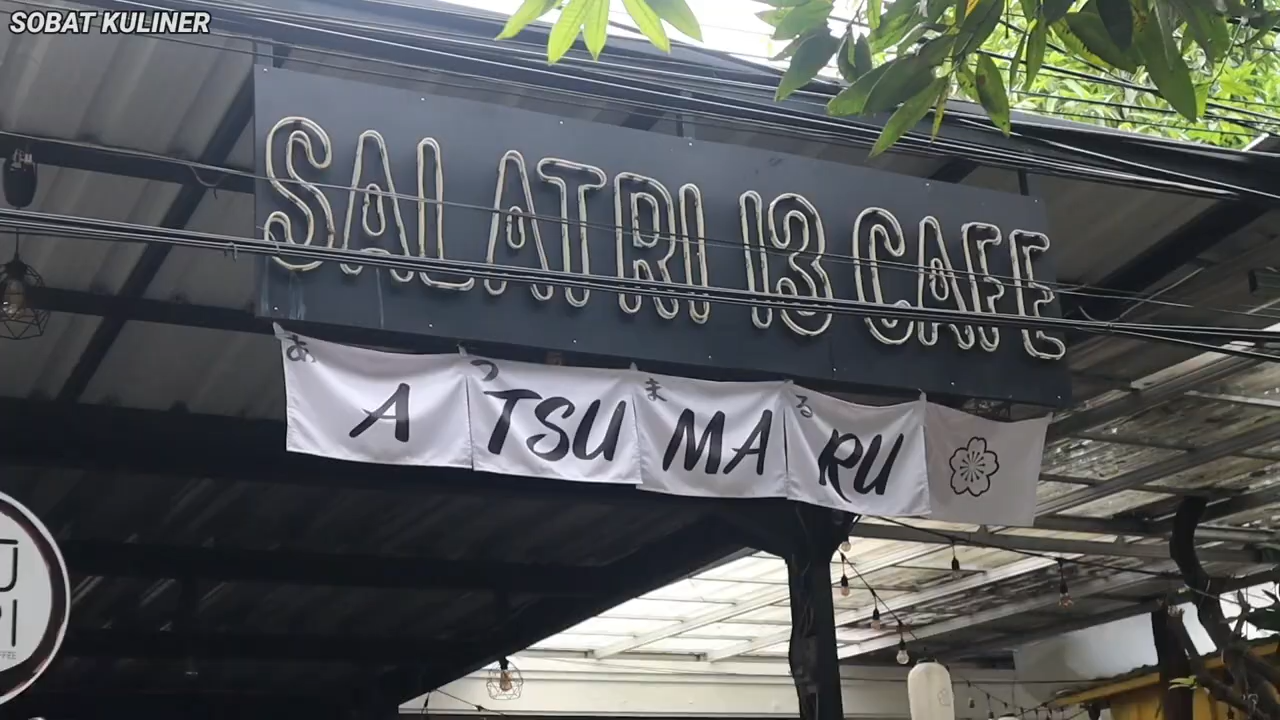 SOBAT KULINER
SALATRI 13 CAFE
あ つ ま る
A TSU MA RU